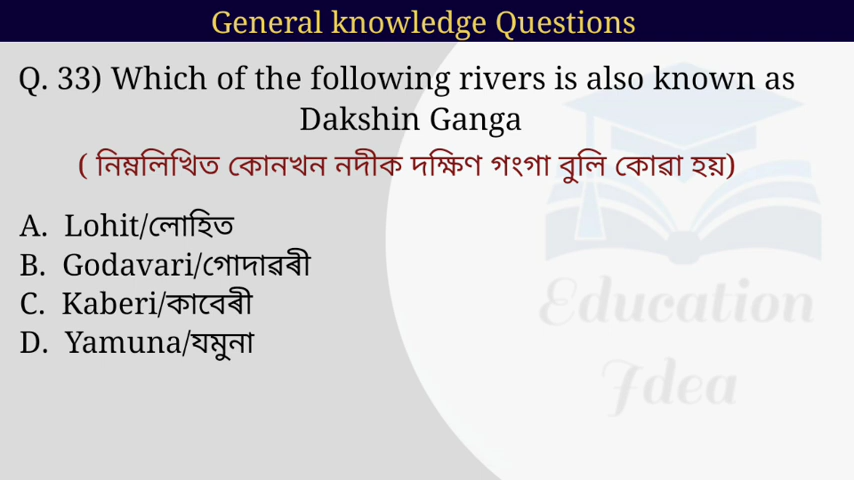 General knowledge Questions
Q. 33) Which of the following rivers is also known as
Dakshin Ganga
( নিম্নলিখিত কোনখন নদীক দক্ষিণ গংগা বুলি কোৱা হয়)
A. Lohit/লোহিত
B. Godavari/গোদাৱৰী
C. Kaberi/কাবেৰী
D. Yamuna/যমুনা
Education
Idea